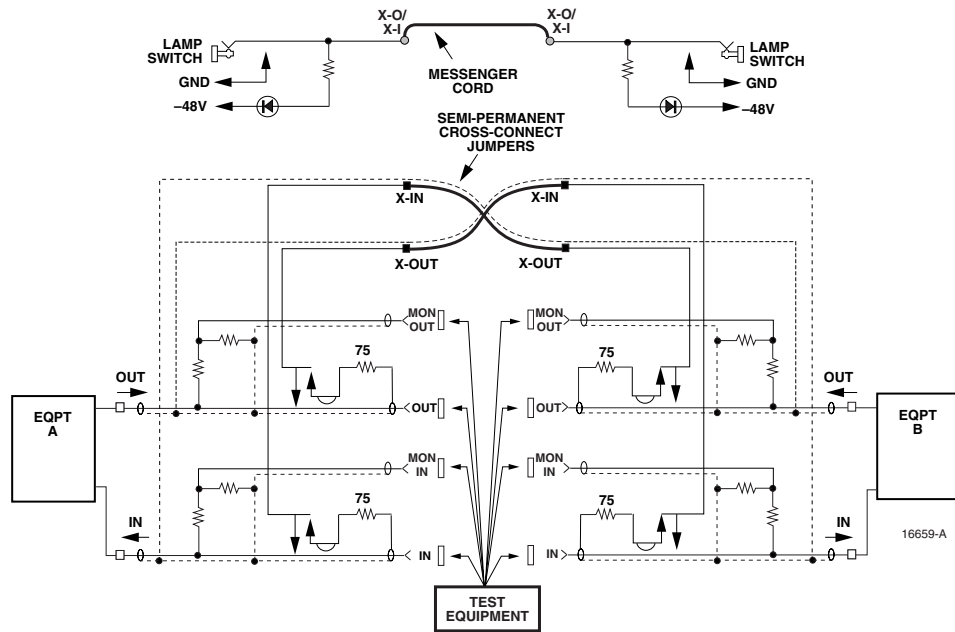 X-O/
X-I
X-O/
X-I
LAMP
SWITCH
LAMP
SWITCH
MESSENGER
CORD
GND
GND
–48V
–48V
SEMI-PERMANENT
CROSS-CONNECT
JUMPERS
X-IN
X-IN
X-OUT
X-OUT
MON
OUT
MON
OUT
75
75
OUT
OUT
EQPT
A
OUT
OUT
EQPT
B
MON
IN
MON
IN
75
75
IN
IN
IN
IN
16659-A
TEST
EQUIPMENT